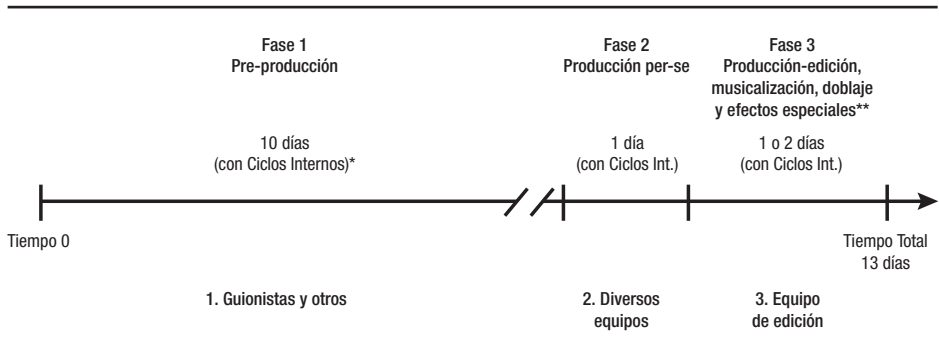 Fase 1
Pre-producción
Fase 2
Producción per-se
Fase 3
Producción-edición,
musicalización, doblaje
y efectos especiales**
10 días
(con Ciclos Internos)*
1 día
(con Ciclos Int.)
1 o 2 días
(con Ciclos Int.)
Tiempo 0
Tiempo Total
13 días
1. Guionistas y otros
2. Diversos
equipos
3. Equipo
de edición